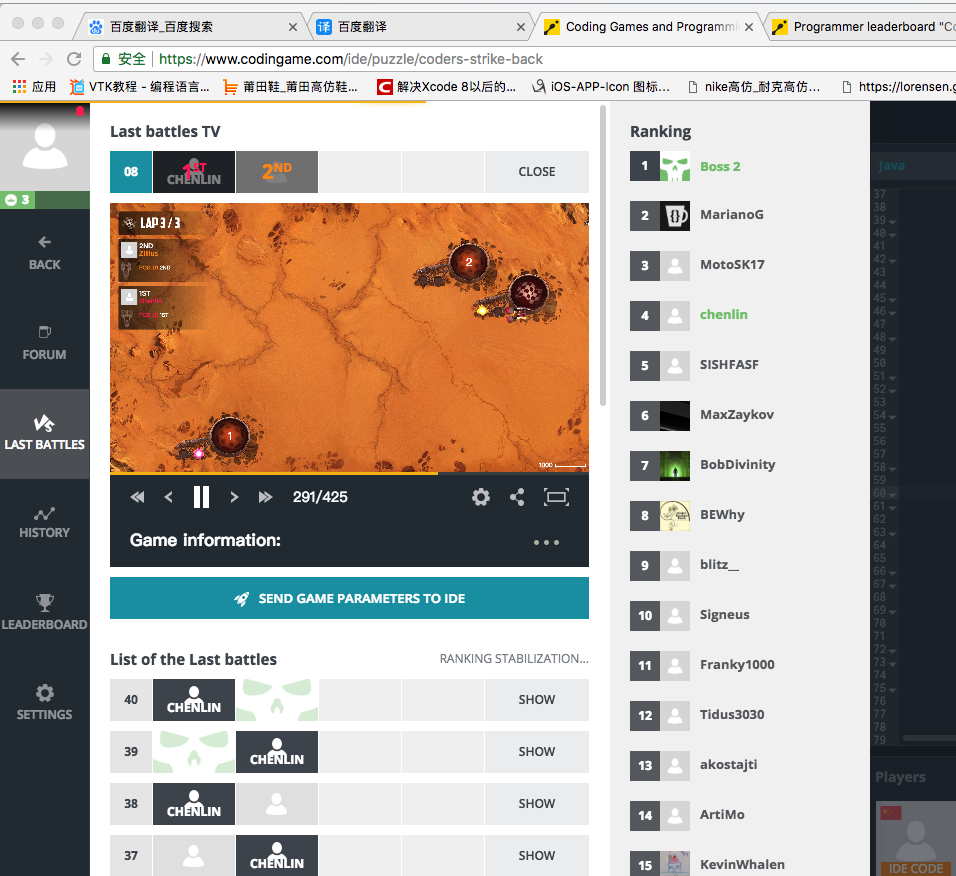 百度翻译_百度搜索
译 百度翻译
Coding Games and Programmi
Programmer leaderboard "Co
安全 https://www.codingame.com/ide/puzzle/coders-strike-back
应用
VTK教程 - 编程语言...
莆田鞋_莆田高仿鞋...
C 解决Xcode 8以后的...
iOS-APP-Icon 图标...
nike高仿_耐克高仿...
https://lorensen.g
3
BACK
FORUM
LAST BATTLES
HISTORY
LEADERBOARD
SETTINGS
Last battles TV
08
1ST
CHENLIN
2ND
CLOSE
LAP 3 / 3
2ND
Zillius
POD_01 2ND
1ST
chenlin
POD_01 1ST
2
1
1000
291/425
Game information:
SEND GAME PARAMETERS TO IDE
List of the Last battles
RANKING STABILIZATION...
40 CHENLIN SHOW
39 CHENLIN SHOW
38 CHENLIN SHOW
37 CHENLIN SHOW
Ranking
1 Boss 2
2 MarianoG
3 MotoSK17
4 chenlin
5 SISHFASF
6 MaxZaykov
7 BobDivinity
8 BEWhy
9 blitz__
10 Signeus
11 Franky1000
12 Tidus3030
13 akostajti
14 ArtiMo
15 KevinWhalen
Java
37
38
39
40
41
42
43
44
45
46
47
48
49
50
51
52
53
54
55
56
57
58
59
60
61
62
63
64
65
66
67
68
69
70
71
72
73
74
75
76
77
78
79
Players
IDE CODE